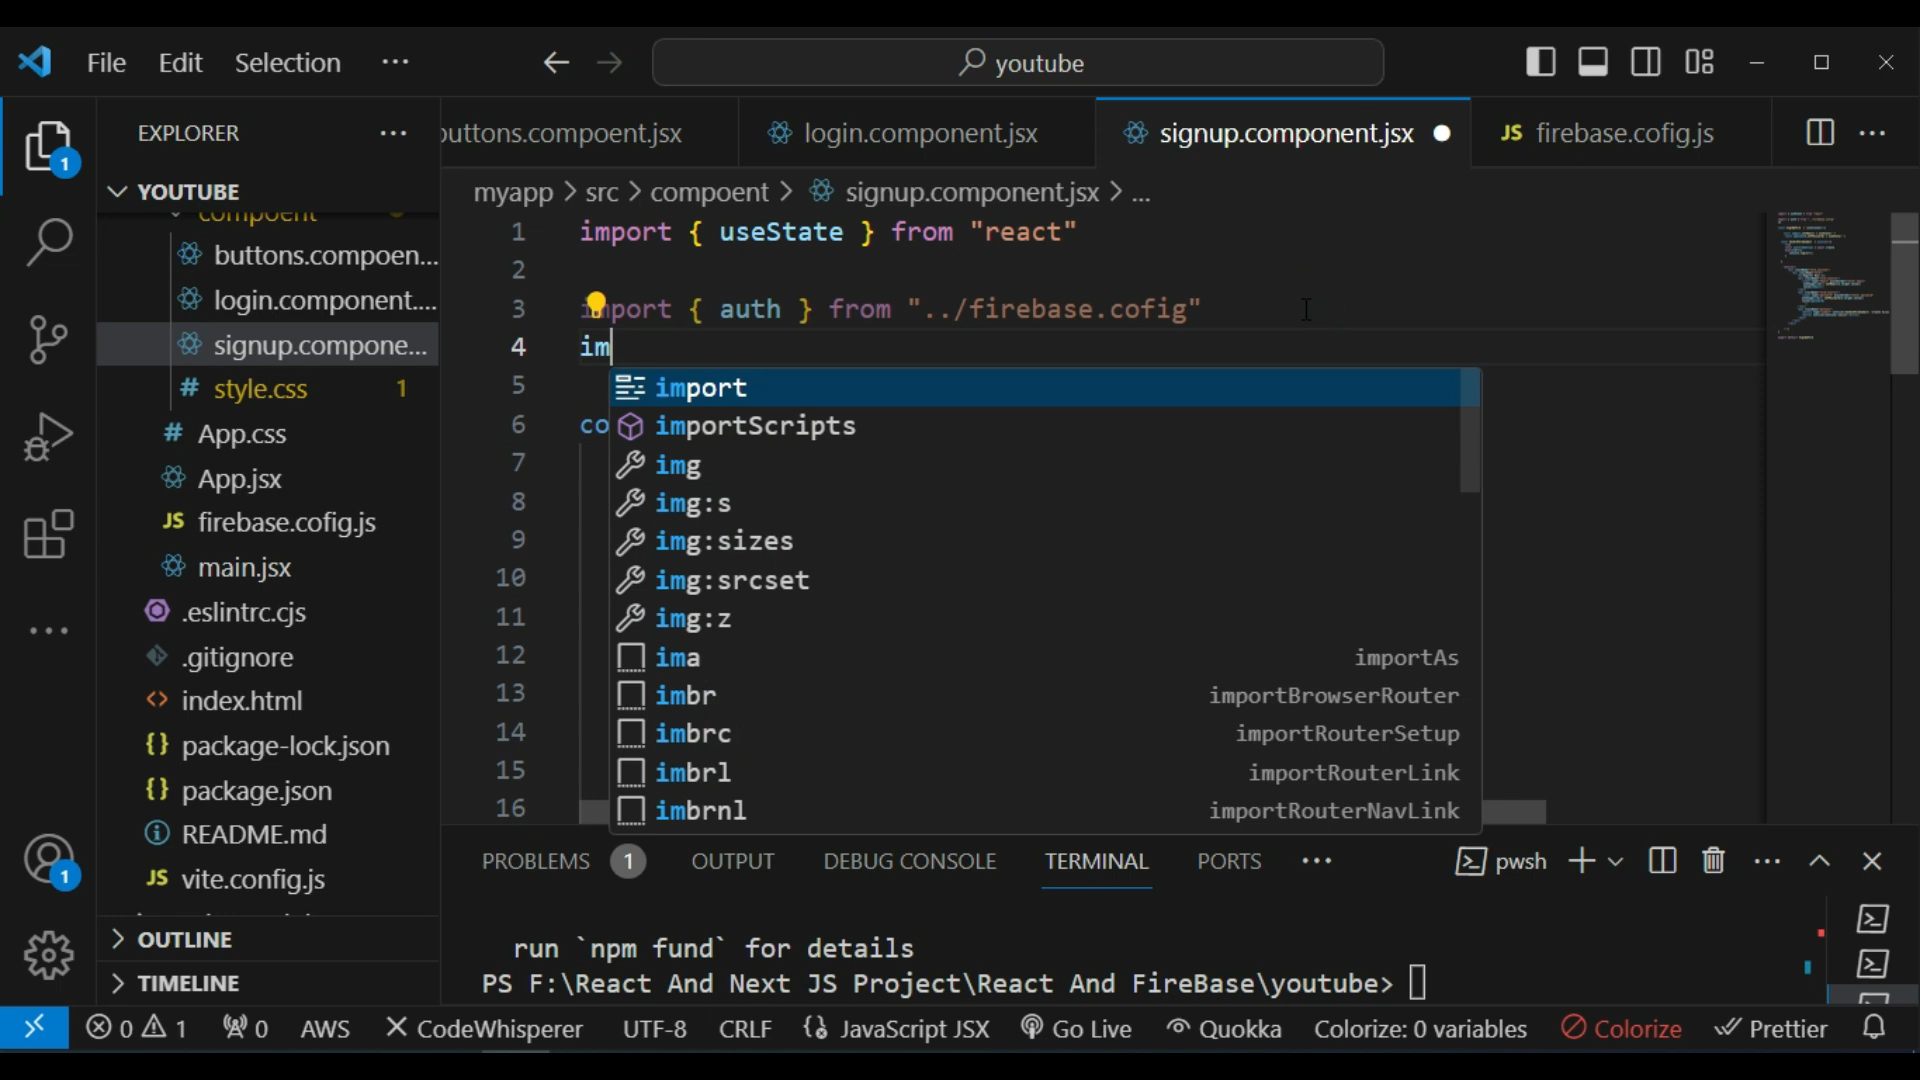 File Edit Selection ··· youtube
EXPLORER ···
buttons.compoent.jsx login.component.jsx signup.component.jsx JS firebase.cofig.js ···
YOUTUBE
myapp > src > compoent > signup.component.jsx > ...
compoent
buttons.compoen...
login.component....
signup.compone...
# style.css 1
# App.css
App.jsx
JS firebase.cofig.js
main.jsx
.eslintrc.cjs
.gitignore
<> index.html
{} package-lock.json
{} package.json
README.md
JS vite.config.js
OUTLINE
TIMELINE
1
1
1 import { useState } from "react"
2
3 import { auth } from "../firebase.cofig"
4 im
5 import
6 co importScripts
7 img
8 img:s
9 img:sizes
10 img:srcset
11 img:z
12 ima importAs
13 imbr importBrowserRouter
14 imbrc importRouterSetup
15 imbrl importRouterLink
16 imbrnl importRouterNavLink
PROBLEMS 1 OUTPUT DEBUG CONSOLE TERMINAL PORTS ··· pwsh ···
run `npm fund` for details
PS F:\React And Next JS Project\React And FireBase\youtube>
0 1 0 AWS CodeWhisperer UTF-8 CRLF JavaScript JSX Go Live Quokka Colorize: 0 variables Colorize Prettier